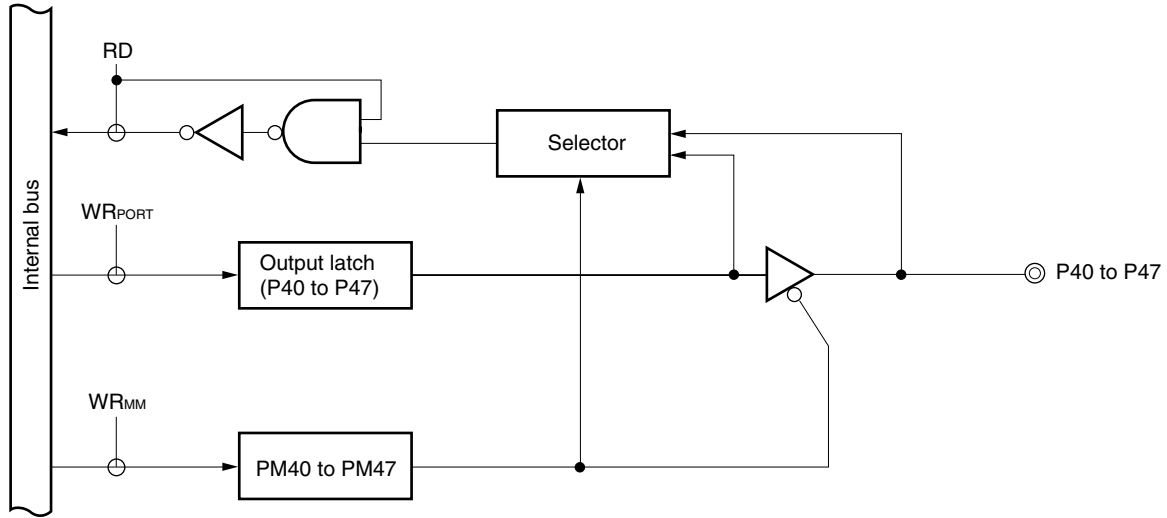 RD
Selector
Internal bus
WRPORT
Output latch
(P40 to P47)
P40 to P47
WRMM
PM40 to PM47